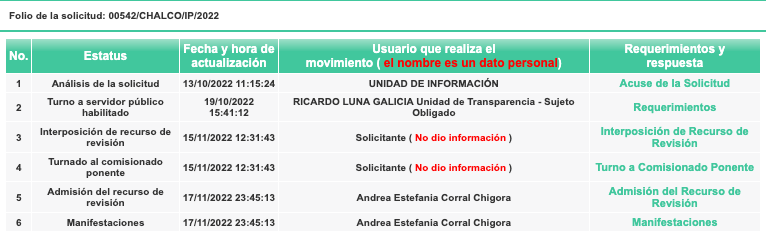 Folio de la solicitud: 00542/CHALCO/IP/2022
No. Estatus Fecha y hora de actualización Usuario que realiza el movimiento ( el nombre es un dato personal) Requerimientos y respuesta
1 Análisis de la solicitud 13/10/2022 11:15:24 UNIDAD DE INFORMACIÓN Acuse de la Solicitud
2 Turno a servidor público habilitado 19/10/2022 15:41:12 RICARDO LUNA GALICIA Unidad de Transparencia - Sujeto Obligado Requerimientos
3 Interposición de recurso de revisión 15/11/2022 12:31:43 Solicitante ( No dio información ) Interposición de Recurso de Revisión
4 Turnado al comisionado ponente 15/11/2022 12:31:43 Solicitante ( No dio información ) Turno a Comisionado Ponente
5 Admisión del recurso de revisión 17/11/2022 23:45:13 Andrea Estefanía Corral Chigora Admisión del Recurso de Revisión
6 Manifestaciones 17/11/2022 23:45:13 Andrea Estefanía Corral Chigora Manifestaciones